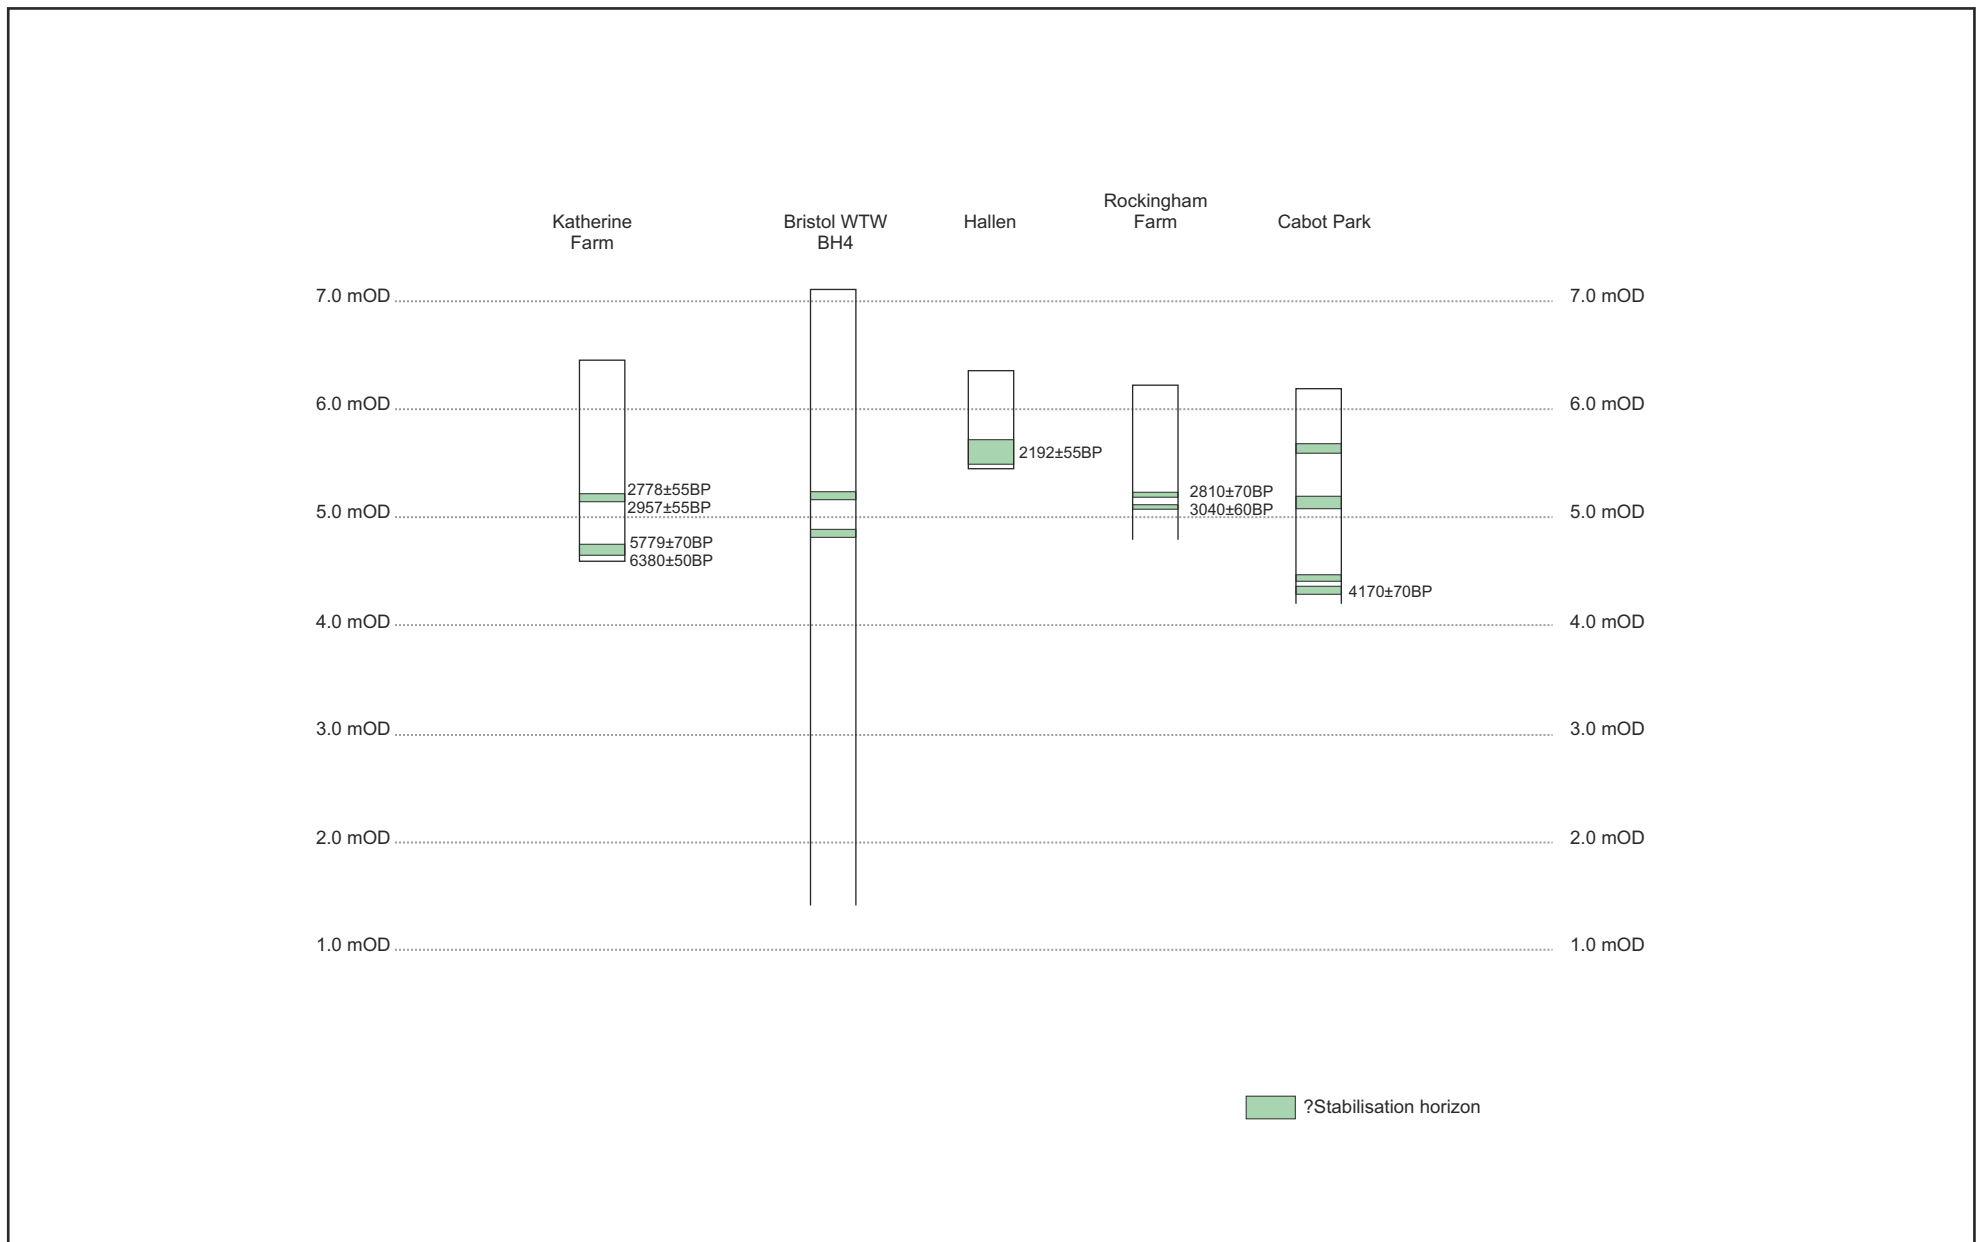 Katherine
Farm
Bristol WTW
BH4
Hallen
Rockingham
Farm
Cabot Park
7.0 mOD
7.0 mOD
6.0 mOD
6.0 mOD
2192±55BP
2778±55BP
2957±55BP
2810±70BP
3040±60BP
5.0 mOD
5.0 mOD
5779±70BP
6380±50BP
4170±70BP
4.0 mOD
4.0 mOD
3.0 mOD
3.0 mOD
2.0 mOD
2.0 mOD
1.0 mOD
1.0 mOD
?Stabilisation horizon